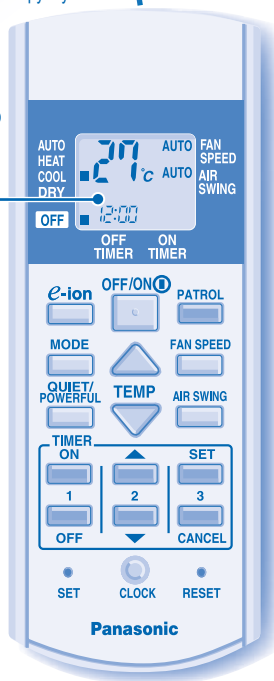 AUTO
HEAT
COOL
DRY
OFF
27°C
AUTO FAN SPEED
AUTO AIR SWING
12:00
OFF TIMER
ON TIMER
e-ion
OFF/ON
PATROL
MODE
FAN SPEED
QUIET/
POWERFUL
TEMP
AIR SWING
TIMER
ON
SET
1
2
3
OFF
CANCEL
SET
CLOCK
RESET
Panasonic